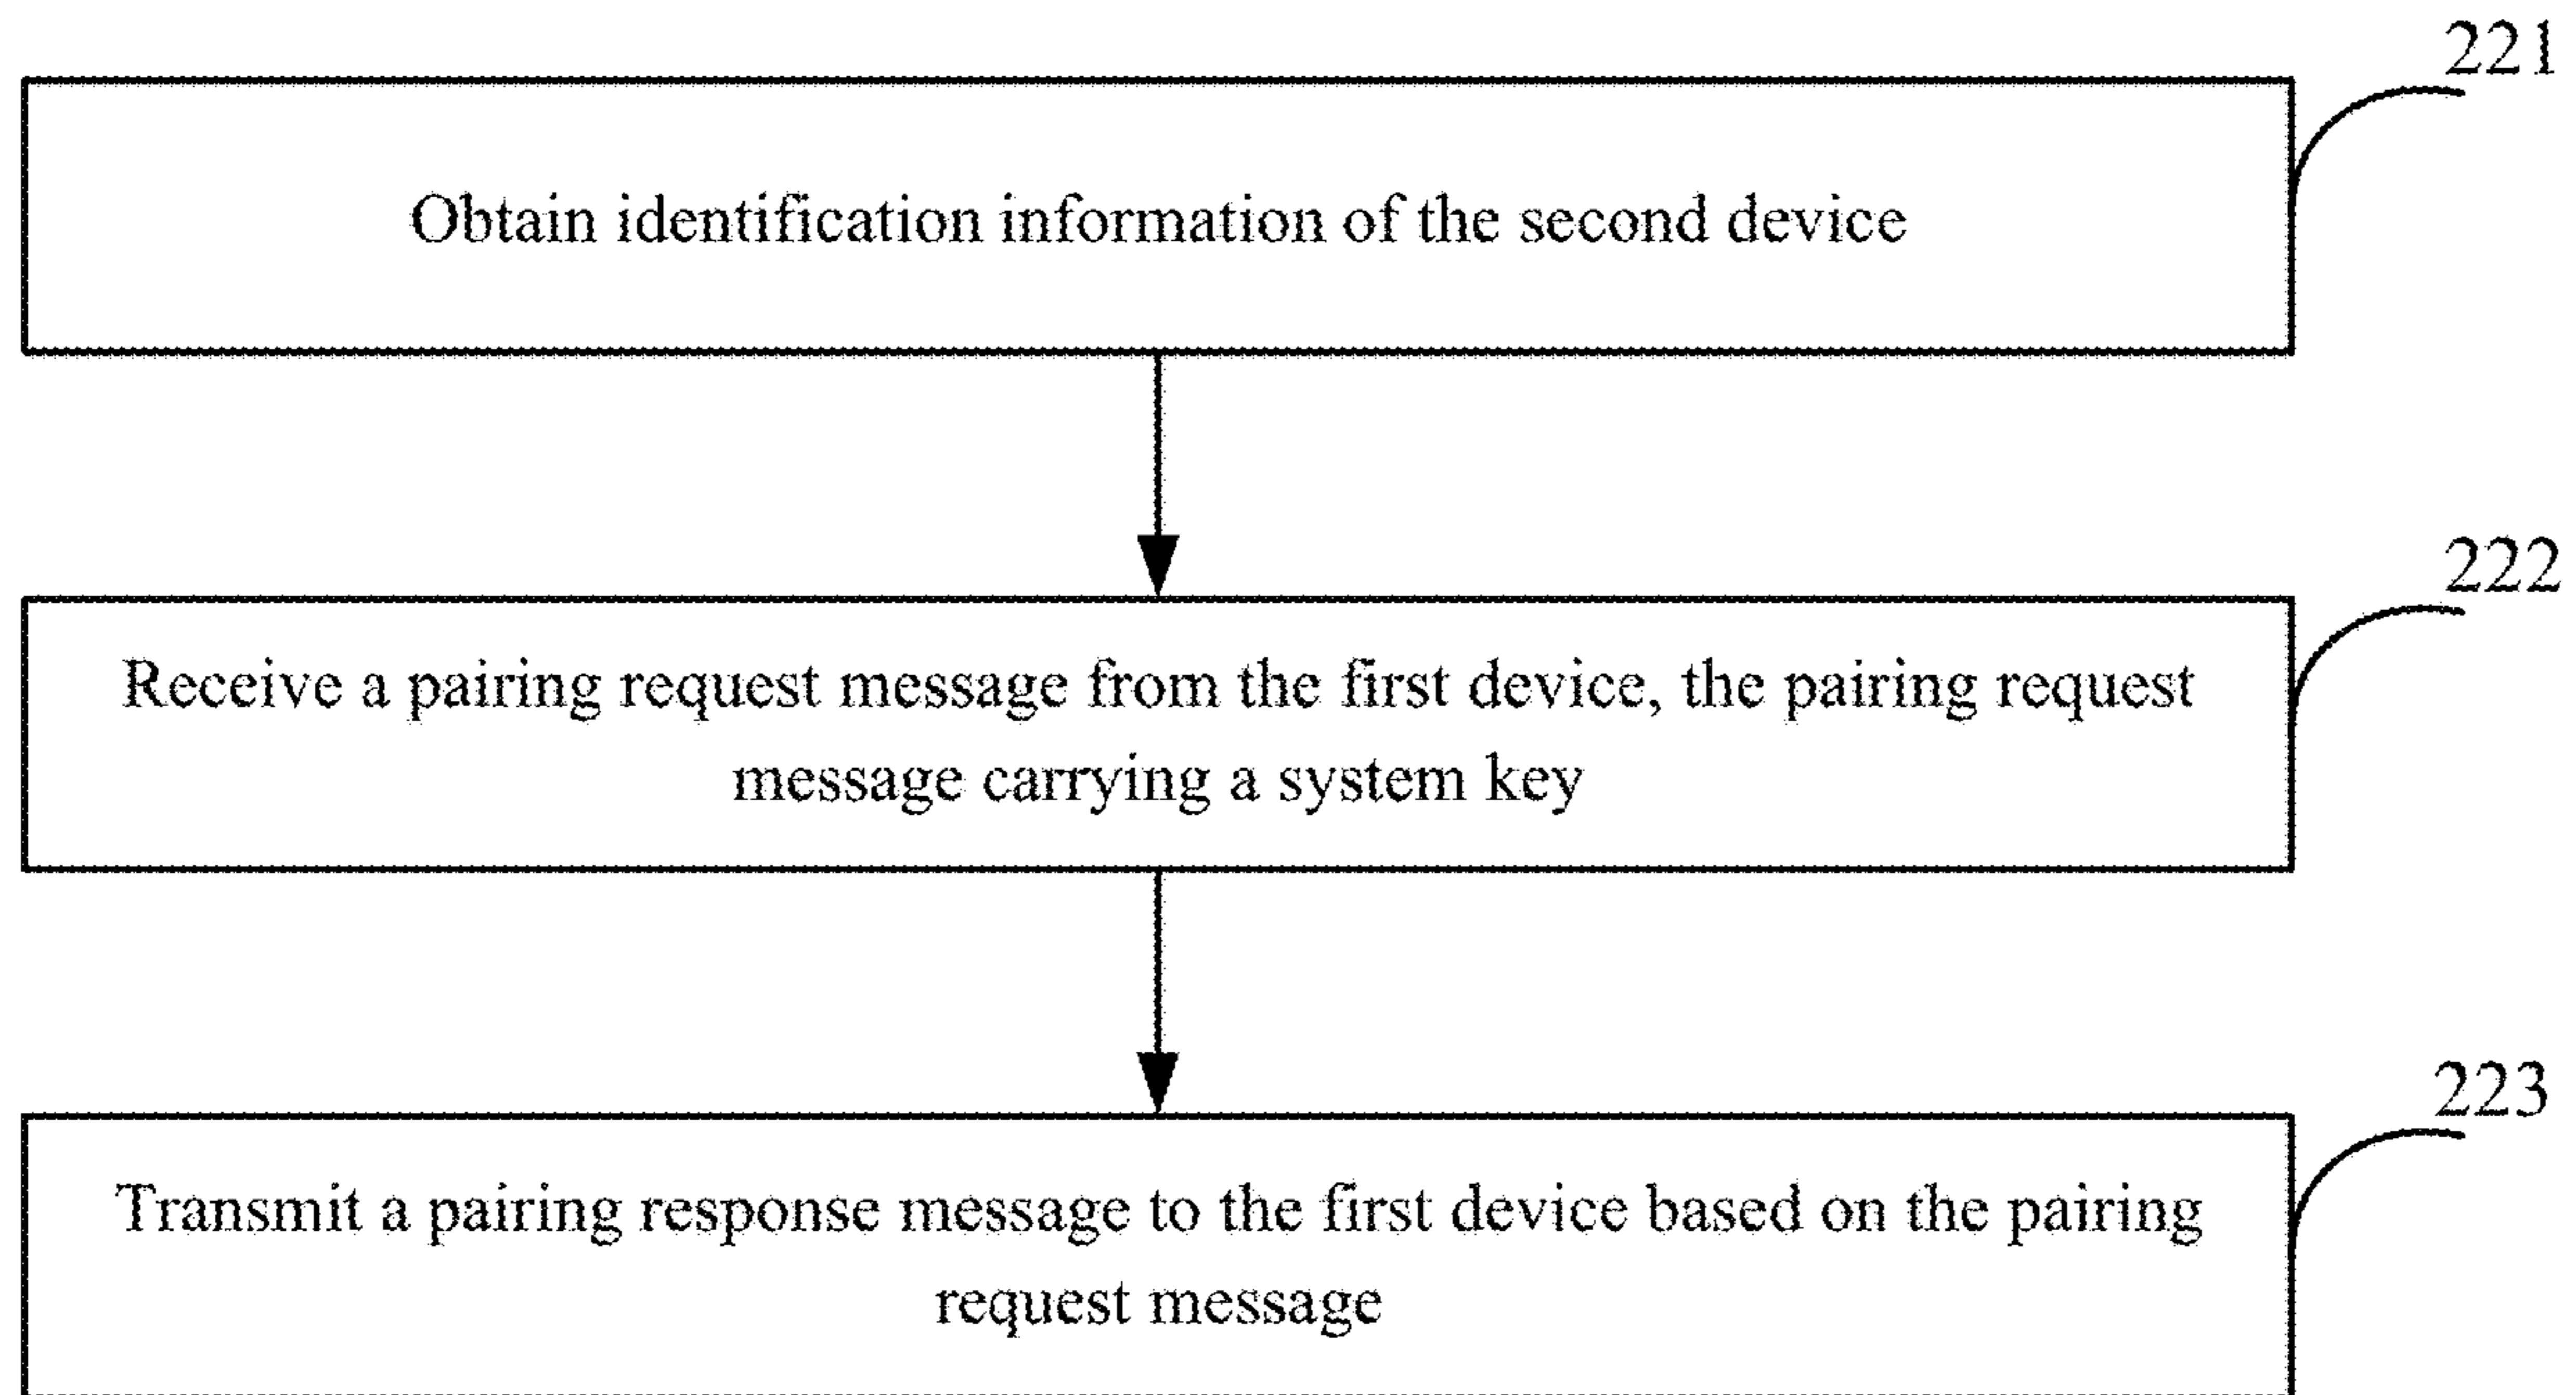 221
Obtain identification information of the second device
222
Receive a pairing request message from the first device, the pairing request
message carrying a system key
223
Transmit a pairing response message to the first device based on the pairing
request message